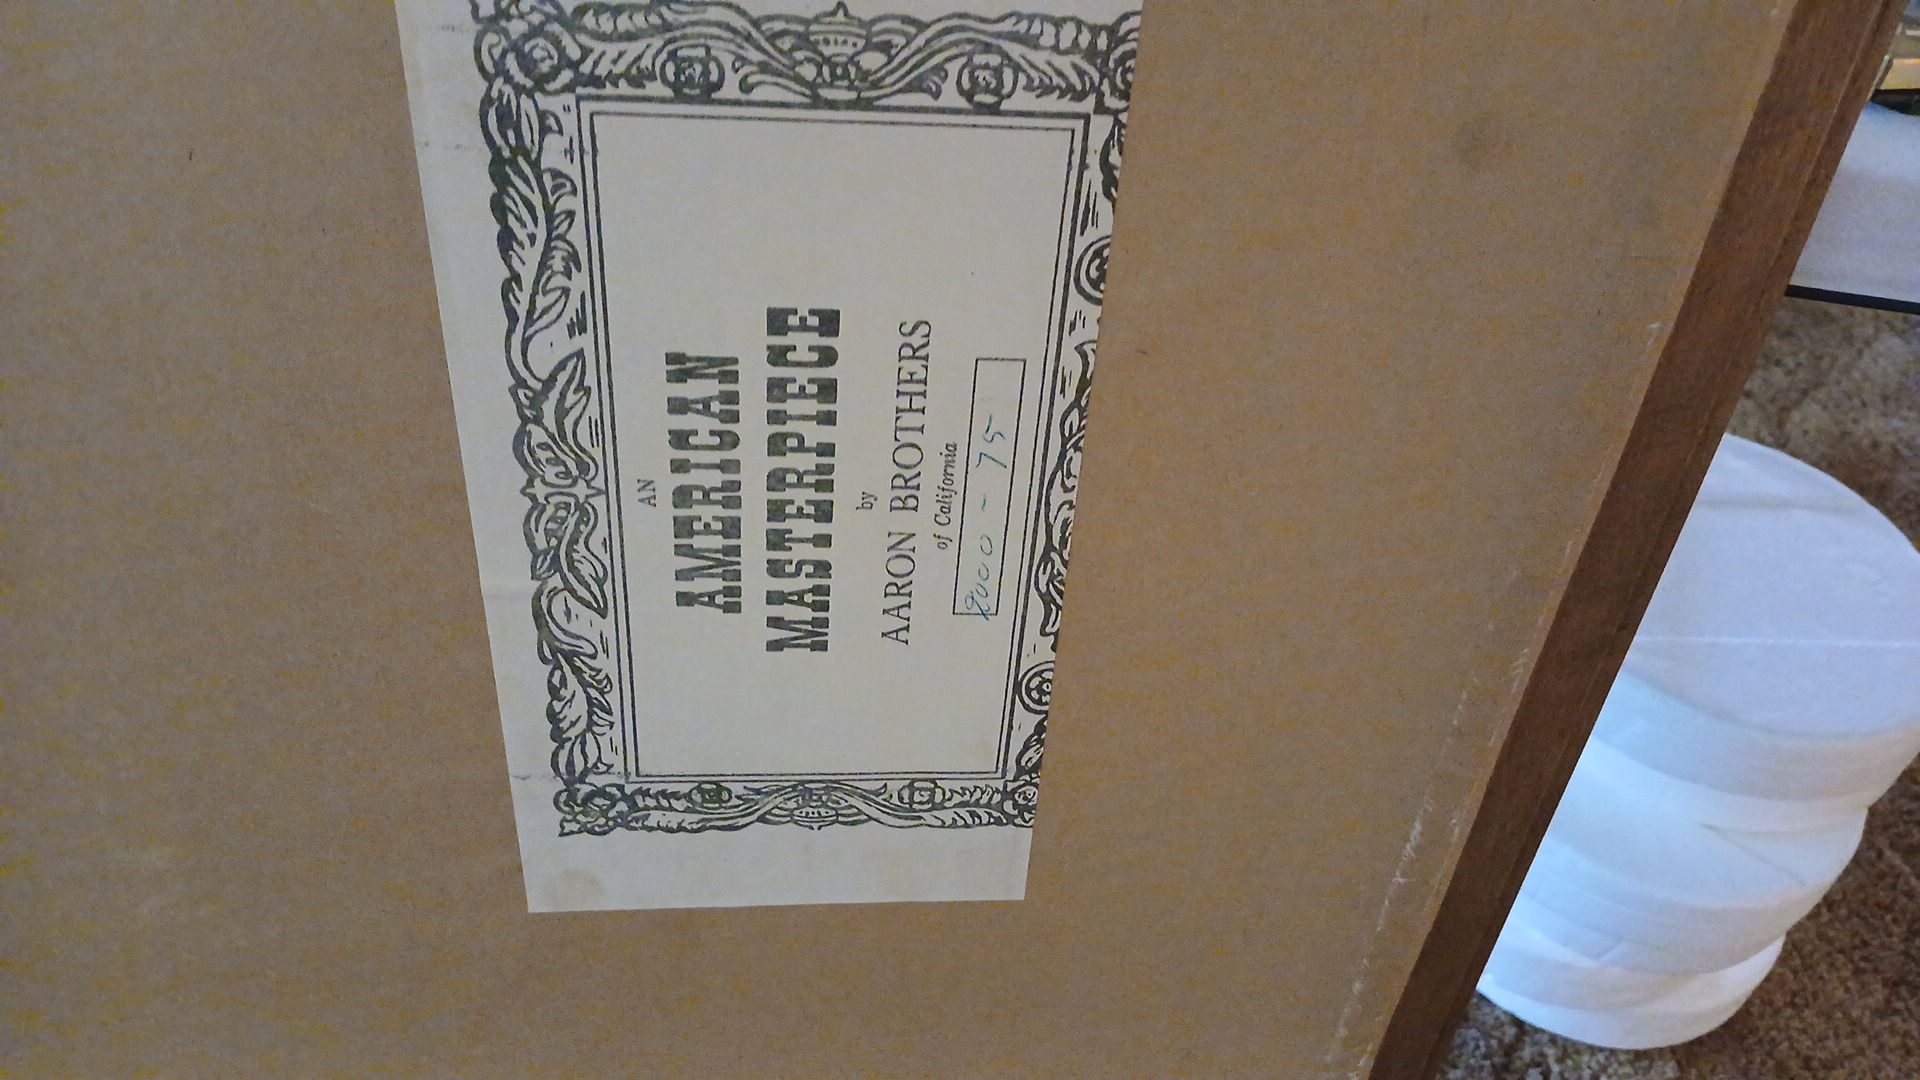 AN
AMERICAN
MASTERPIECE
by
AARON BROTHERS
of California
8000 - 75